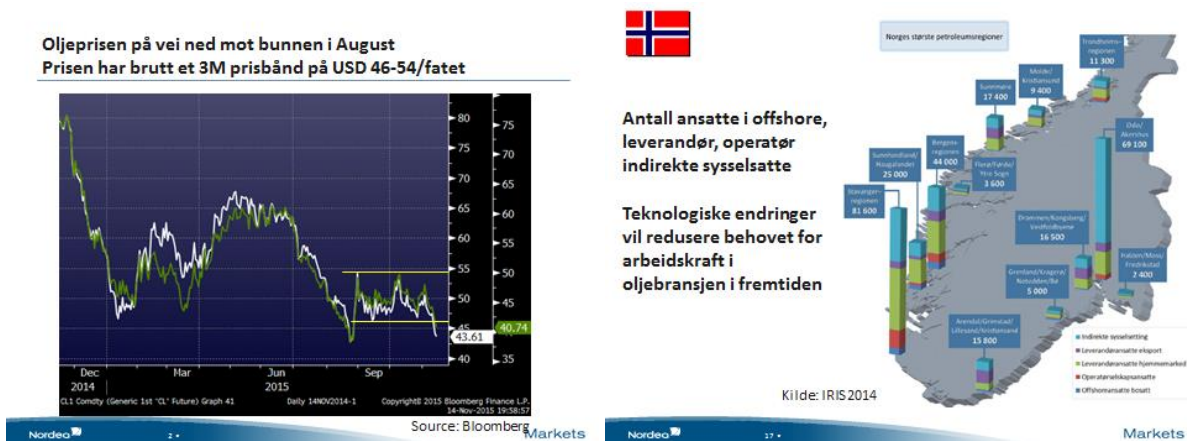 Oljeprisen på vei ned mot bunnen i August
Prisen har brutt et 3M prisbånd på USD 46-54/fatet
80
75
75
70
70
65
65
60
60
55
55
50
50
45
45
40.74
43.61
40
35
Dec
Mar
Jun
Sep
2014
2015
CL1 Comdty (Generic 1st "CL" Future) Graph 41
Daily 14NOV2014-1
Copyright© 2015 Bloomberg Finance L.P.
14-Nov-2015 19:58:57
Source: Bloomberg
Nordea
2 •
Markets
Norges største petroleumsregioner
Antall ansatte i offshore,
leverandør, operatør
indirekte sysselsatte
Teknologiske endringer
vil redusere behovet for
arbeidskraft i
oljebransjen i fremtiden
Trondheims-
regionen
11 300
Molde/
Kristiansund
9 400
Sunnmøre
17 400
Oslo/
Akershus
69 100
Bergens-
regionen
44 000
Sunnhordland/
Haugalandet
25 000
Florø/Førde/
Ytre Sogn
3 600
Stavanger-
regionen
81 600
Drammen/Kongsberg/
Vestfoldbyene
16 500
Halden/Moss/
Fredrikstad
2 400
Grenland/Kragerø/
Notodden/Bø
5 000
Arendal/Grimstad/
Lillesand/Kristiansand
15 800
Indirekte sysselsetting
Leverandøransatte eksport
Leverandøransatte hjemmemarked
Operatørselskapsansatte
Offshoreansatte bosatt
Kilde: IRIS2014
Nordea
17 •
Markets